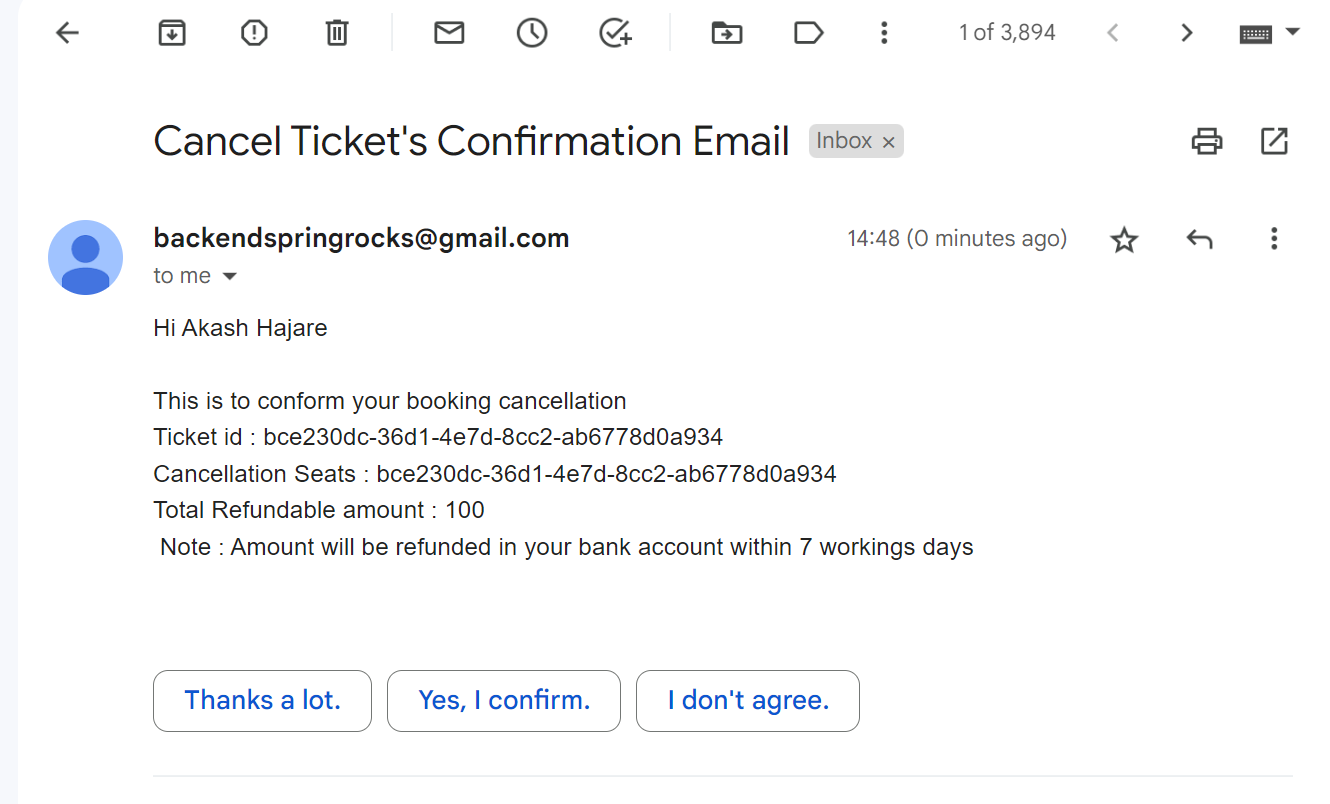 1 of 3,894
Cancel Ticket's Confirmation Email Inbox ×
backendspringrocks@gmail.com 14:48 (0 minutes ago)
to me
Hi Akash Hajare
This is to conform your booking cancellation
Ticket id : bce230dc-36d1-4e7d-8cc2-ab6778d0a934
Cancellation Seats : bce230dc-36d1-4e7d-8cc2-ab6778d0a934
Total Refundable amount : 100
Note : Amount will be refunded in your bank account within 7 workings days
Thanks a lot. Yes, I confirm. I don't agree.